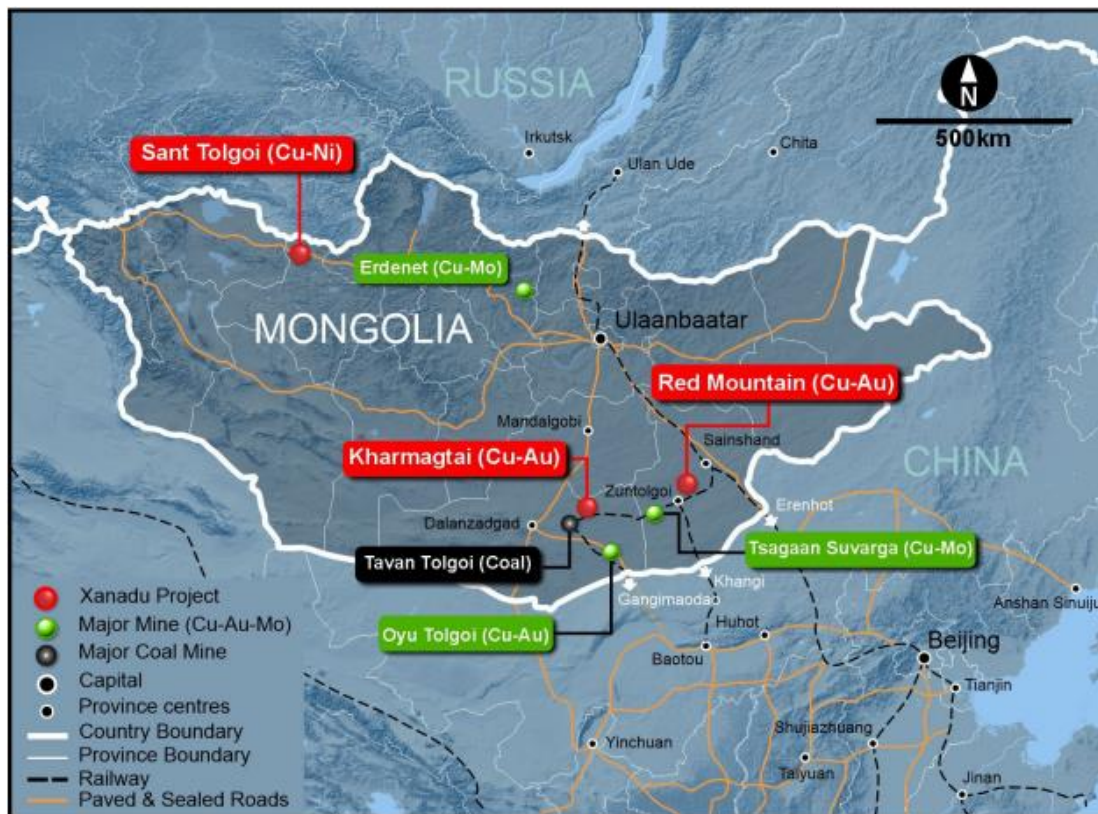 RUSSIA
N
500km
Irkutsk
Chita
Sant Tolgoi (Cu-Ni)
Ulan Ude
Erdenet (Cu-Mo)
MONGOLIA
Ulaanbaatar
Red Mountain (Cu-Au)
Mandalgobi
Sainshand
Kharmagtai (Cu-Au)
CHINA
Zuntolgoi
Erenhot
Dalanzadgad
Tavan Tolgoi (Coal)
Tsagaan Suvarga (Cu-Mo)
Khangi
Gangimaodao
Anshan Sinuiju
Oyu Tolgoi (Cu-Au)
Huhot
Baotou
Beijing
Tianjin
Shujiazhuang
Yinchuan
Taiyuan
Jinan
Xanadu Project
Major Mine (Cu-Au-Mo)
Major Coal Mine
Capital
Province centres
Country Boundary
Province Boundary
Railway
Paved & Sealed Roads